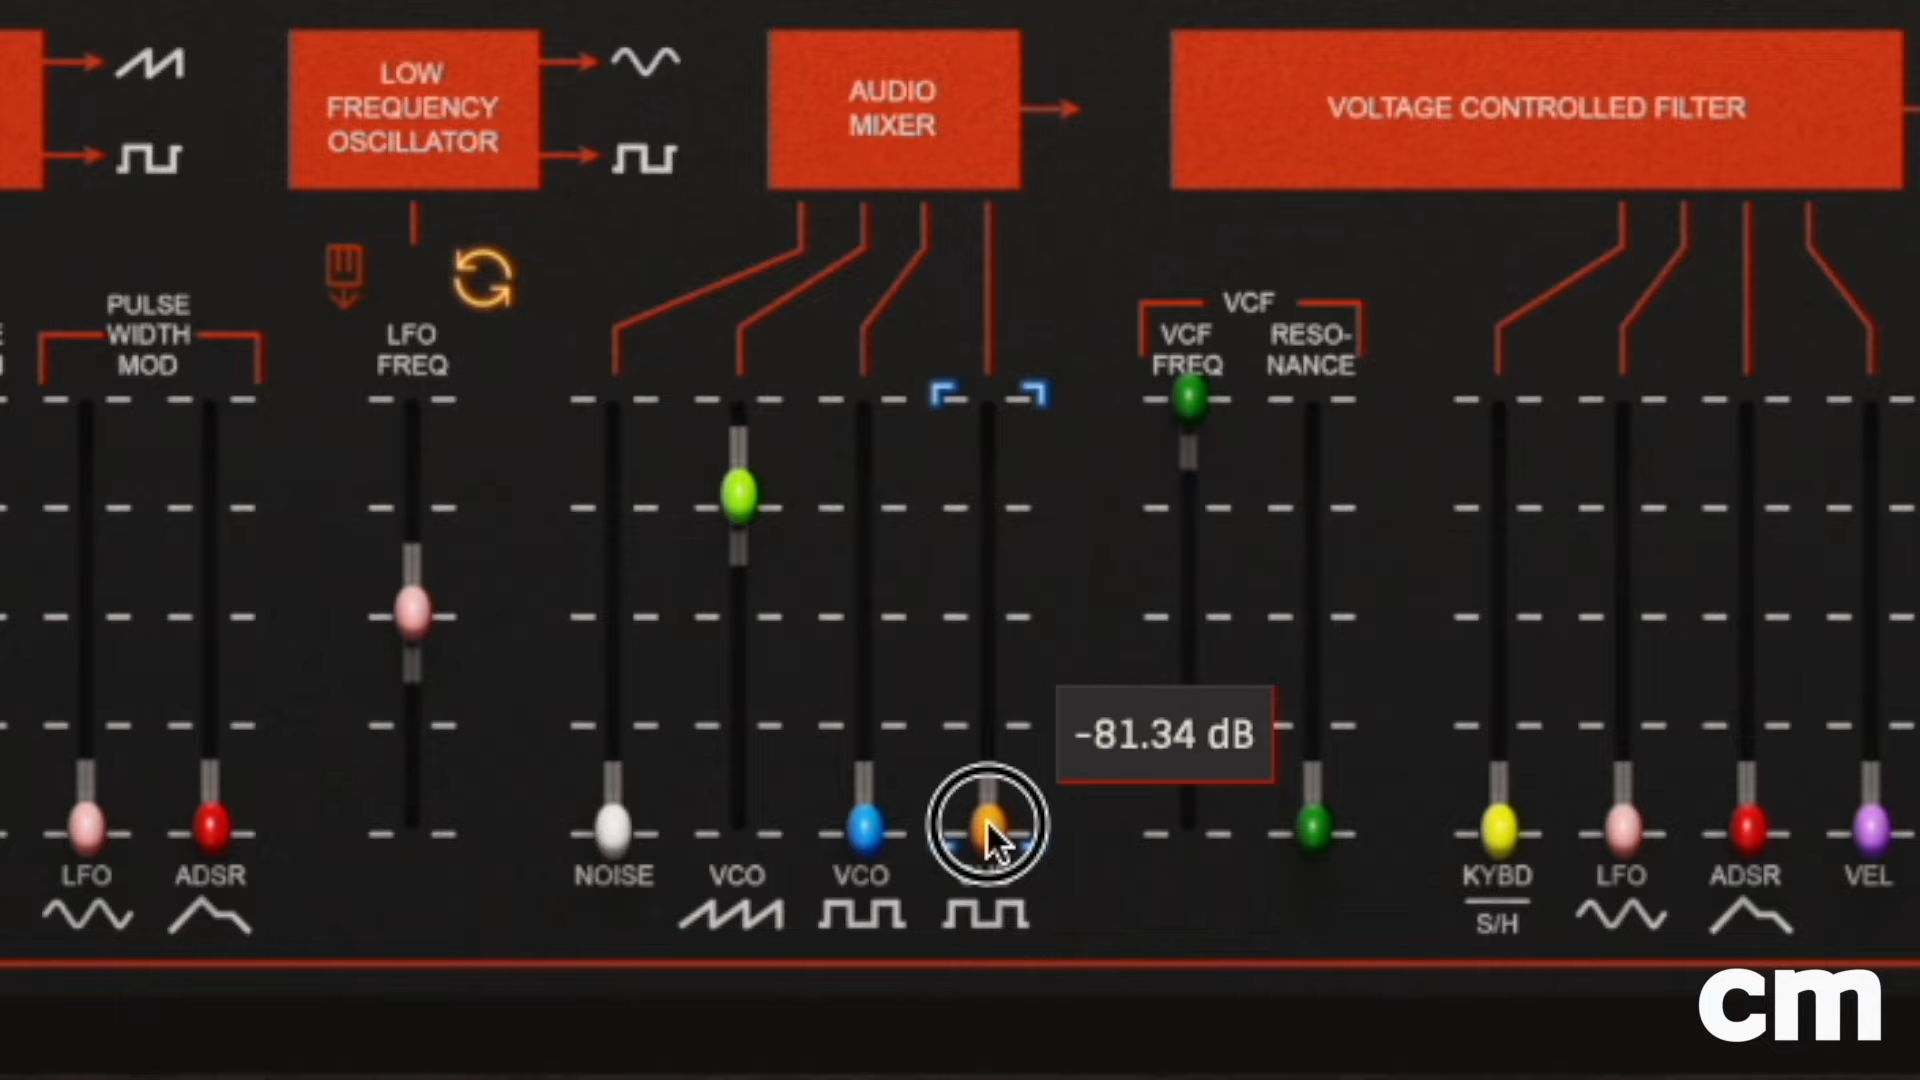 LOW
FREQUENCY
OSCILLATOR
AUDIO
MIXER
VOLTAGE CONTROLLED FILTER
PULSE
WIDTH
MOD
LFO
FREQ
VCF
VCF
FREQ
RESO-
NANCE
-81.34 dB
LFO
ADSR
NOISE
VCO
VCO
KYBD
S/H
LFO
ADSR
VEL
cm